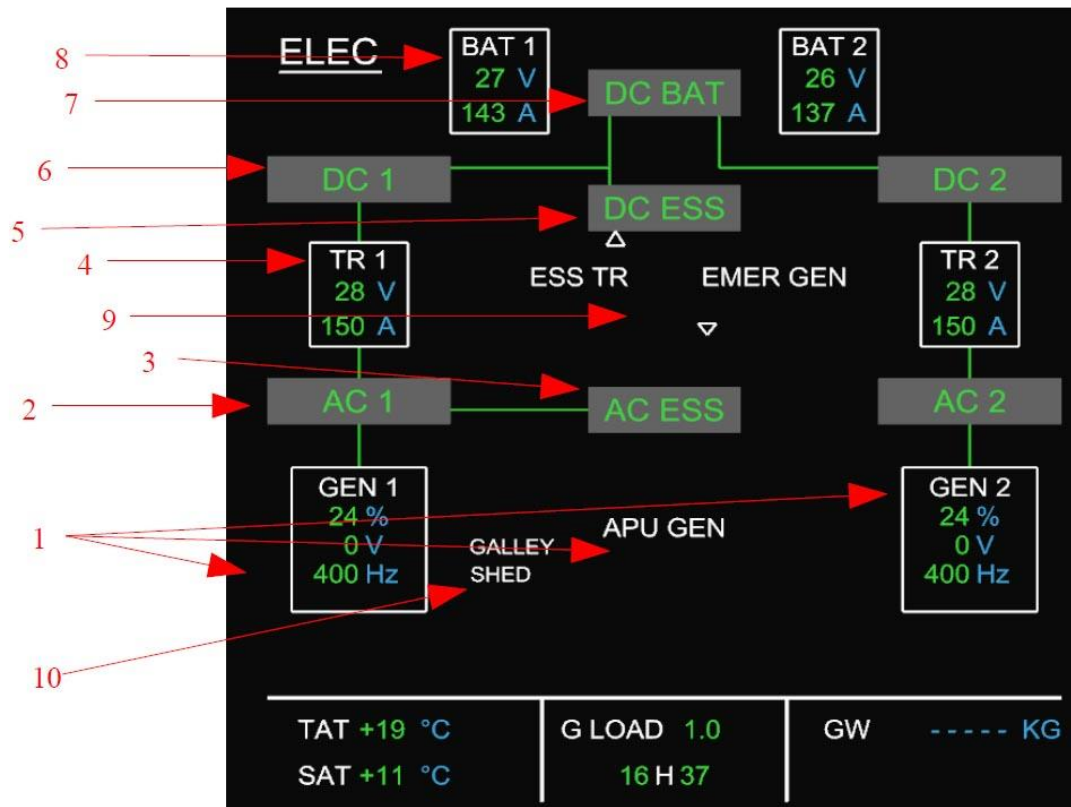 8
ELEC
BAT 1
27 V
143 A
BAT 2
26 V
137 A
7
DC BAT
6
DC 1
DC 2
5
DC ESS
4
TR 1
28 V
150 A
ESS TR
EMER GEN
TR 2
28 V
150 A
9
3
2
AC 1
AC ESS
AC 2
1
GEN 1
24 %
0 V
400 Hz
GALLEY
SHED
APU GEN
GEN 2
24 %
0 V
400 Hz
10
TAT +19 °C
G LOAD 1.0
GW - - - - - KG
SAT +11 °C
16 H 37